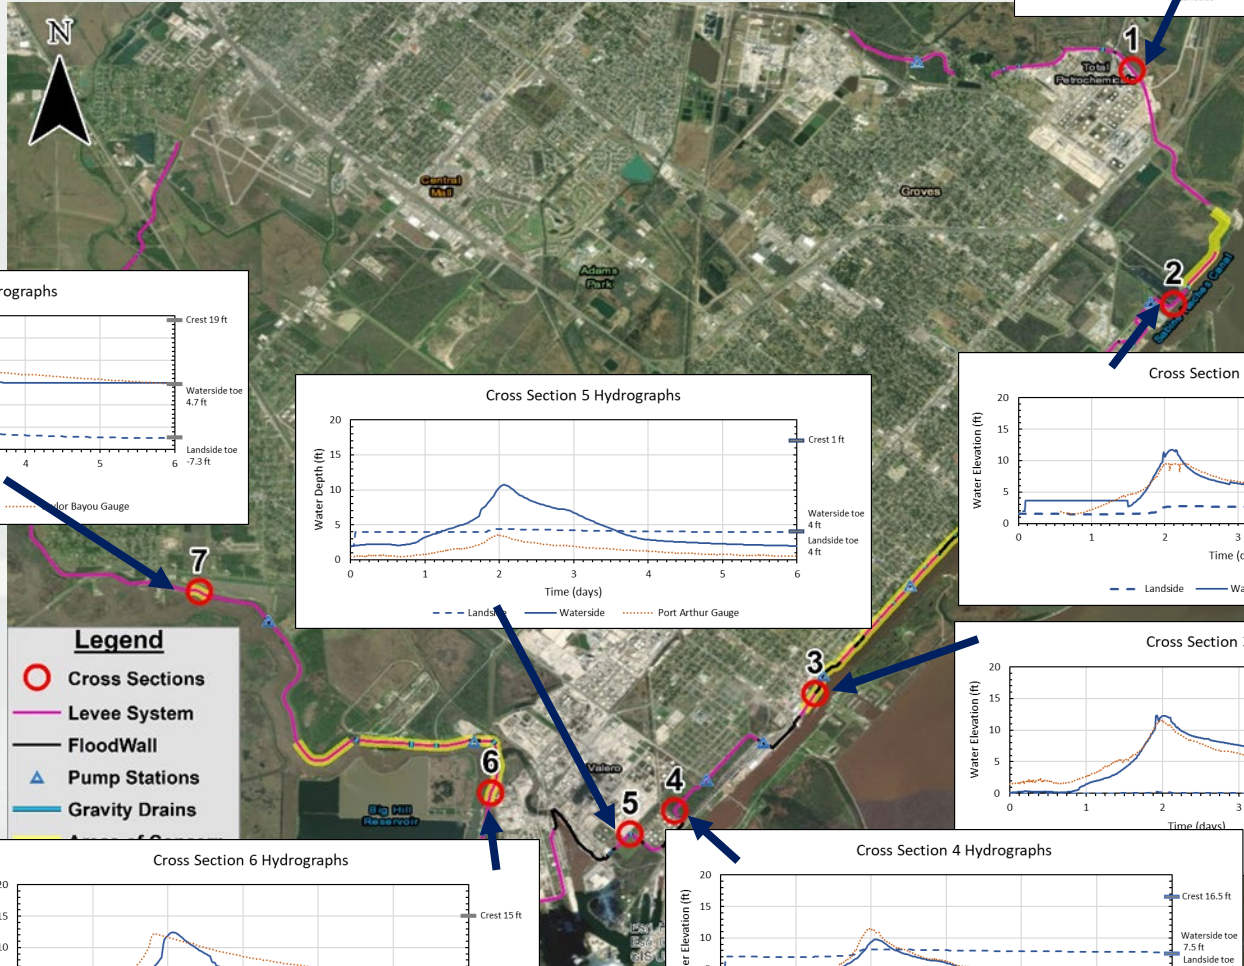 N
1
Total
Petrochemicals
Central
Mall
Groves
Adams
Park
2
Sabine Neches Canal
rographs
Crest 19 ft
Waterside toe
4.7 ft
Landside toe
-7.3 ft
4 5 6
lor Bayou Gauge
Cross Section 5 Hydrographs
Water Depth (ft)
20
15
10
5
0
0 1 2 3 4 5 6
Time (days)
Crest 1 ft
Waterside toe
4 ft
Landside toe
4 ft
Landside Waterside Port Arthur Gauge
Cross Section
Water Elevation (ft)
20
15
10
5
0
0 1 2 3
Time (d
Landside Wa
7
Legend
Cross Sections
Levee System
FloodWall
Pump Stations
Gravity Drains
Areas of Concern
3
Cross Section
Water Elevation (ft)
20
15
10
5
0
0 1 2 3
Time (days)
6
Valero
Big Hill
Reservoir
5
4
Cross Section 6 Hydrographs
20
15
10
Crest 15 ft
Cross Section 4 Hydrographs
er Elevation (ft)
20
15
10
Crest 16.5 ft
Waterside toe
7.5 ft
Landside toe